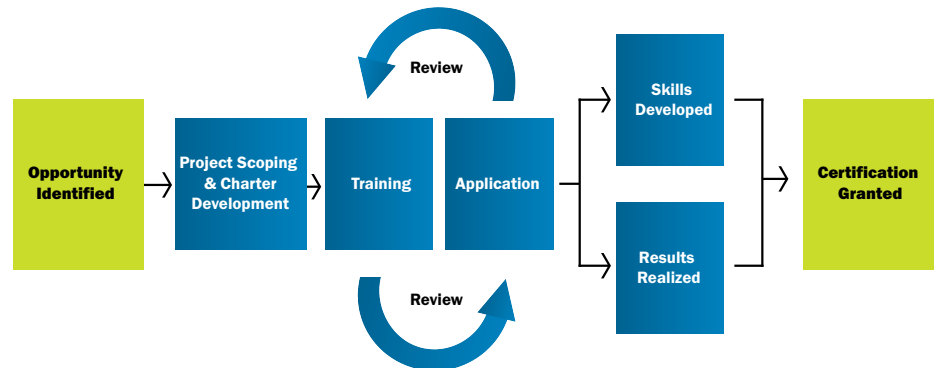 Opportunity
Identified
Project Scoping
& Charter
Development
Training
Review
Application
Review
Skills
Developed
Results
Realized
Certification
Granted